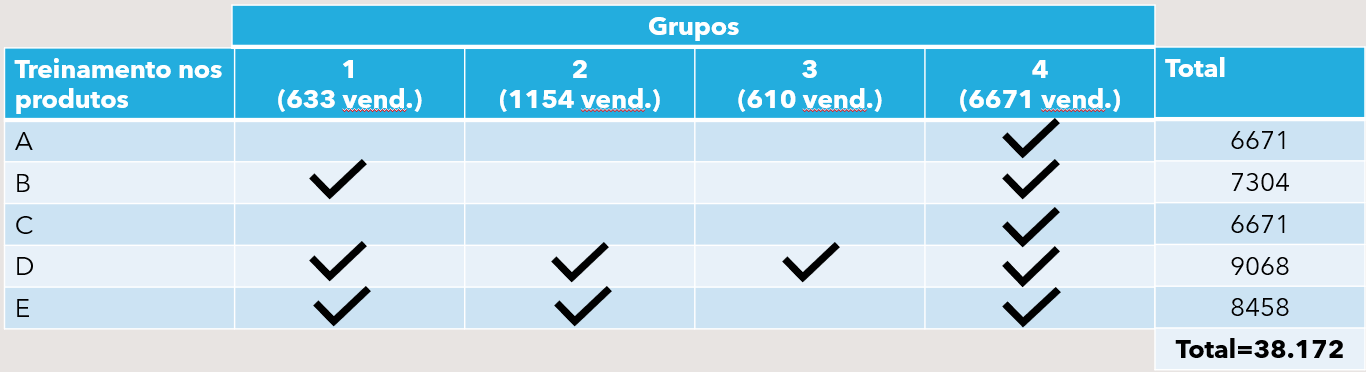 Grupos
Treinamento nos produtos 1 (633 vend.) 2 (1154 vend.) 3 (610 vend.) 4 (6671 vend.) Total
A 6671
B 7304
C 6671
D 9068
E 8458
Total=38.172